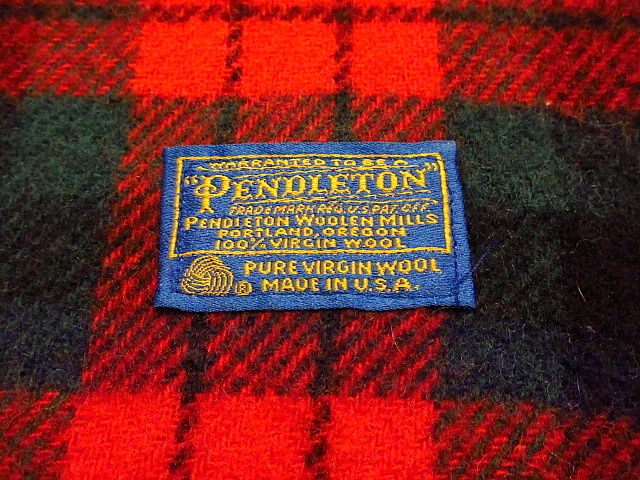 WARRANTED TO BE A
"PENDLETON"
TRADE MARK REG. U.S. PAT. OFF.
PENDLETON WOOLEN MILLS
PORTLAND, OREGON
100% VIRGIN WOOL
® PURE VIRGIN WOOL
MADE IN U.S.A.